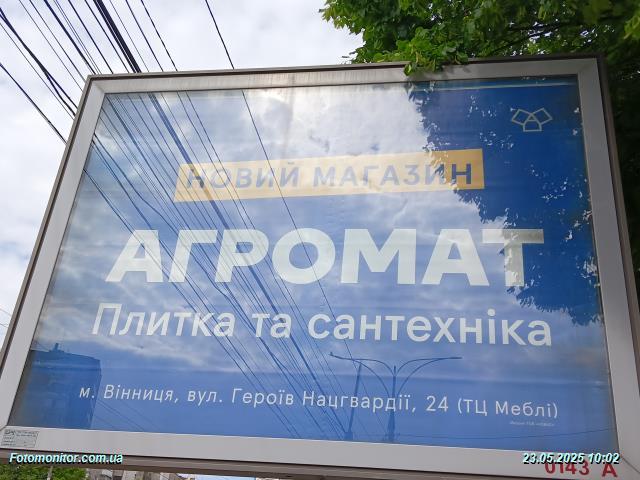 НОВИЙ МАГАЗИН
АГРОМАТ
Плитка та сантехніка
м. Вінниця, вул. Героїв Нацгвардії, 24 (ТЦ Меблі)
0143 A
Fotomonitor.com.ua
23.05.2025 10:02